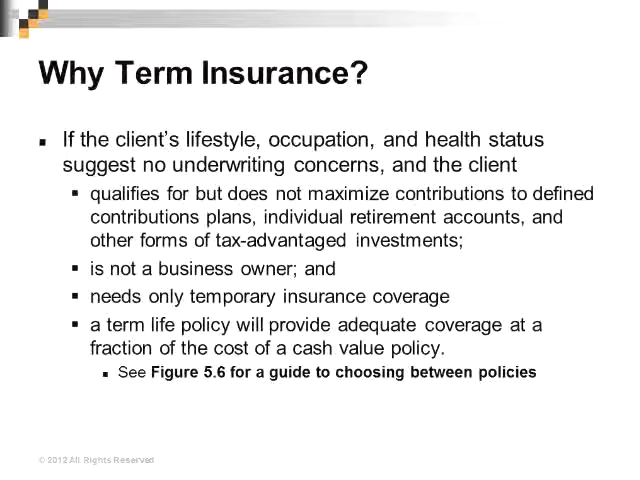 Why Term Insurance?
If the client's lifestyle, occupation, and health status
suggest no underwriting concerns, and the client
qualifies for but does not maximize contributions to defined
contributions plans, individual retirement accounts, and
other forms of tax-advantaged investments;
is not a business owner; and
needs only temporary insurance coverage
a term life policy will provide adequate coverage at a
fraction of the cost of a cash value policy.
See Figure 5.6 for a guide to choosing between policies
© 2012 All Rights Reserved